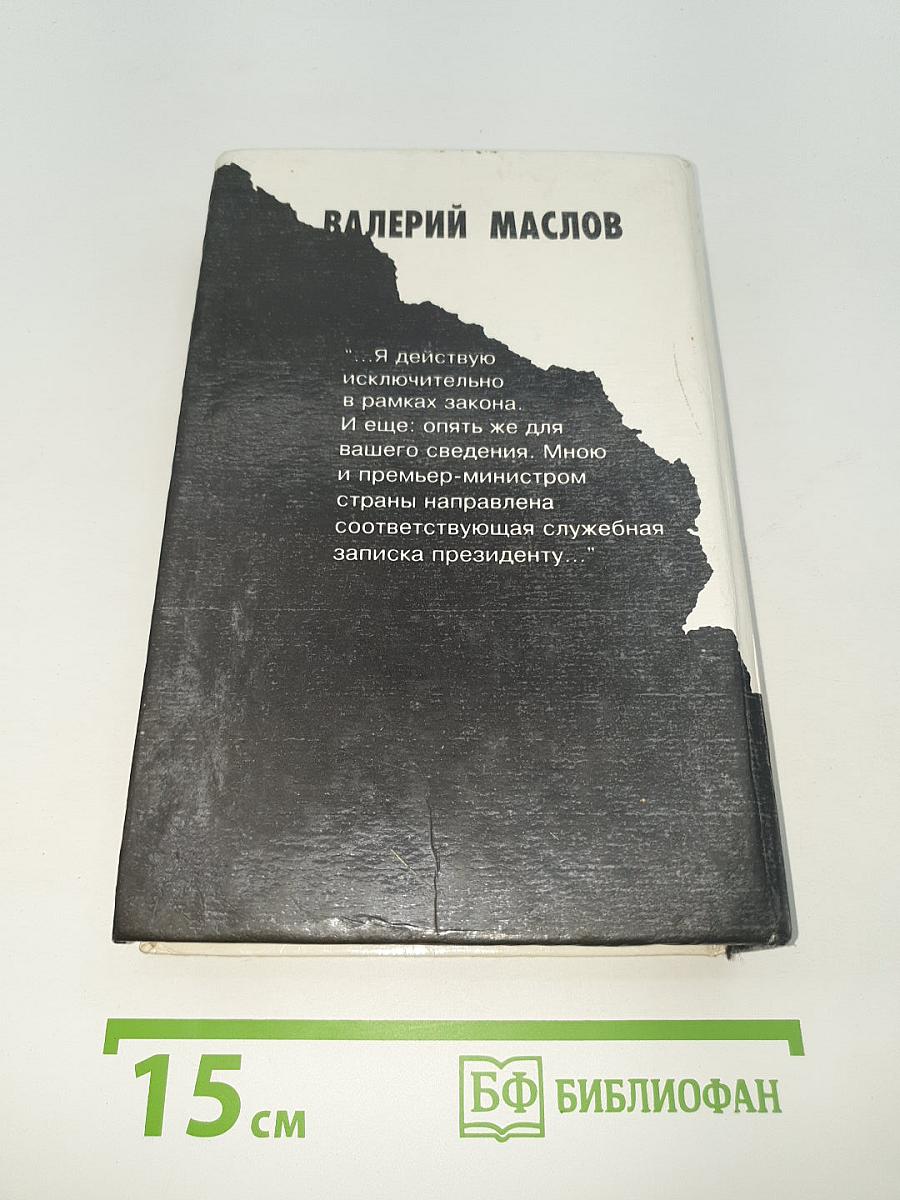 ВАЛЕРИЙ МАСЛОВ
"...Я действую
исключительно
в рамках закона.
И еще: опять же для
вашего сведения. Мною
и премьер-министром
страны направлена
соответствующая служебная
записка президенту..."
15 см
БФ БИБЛИОФАН